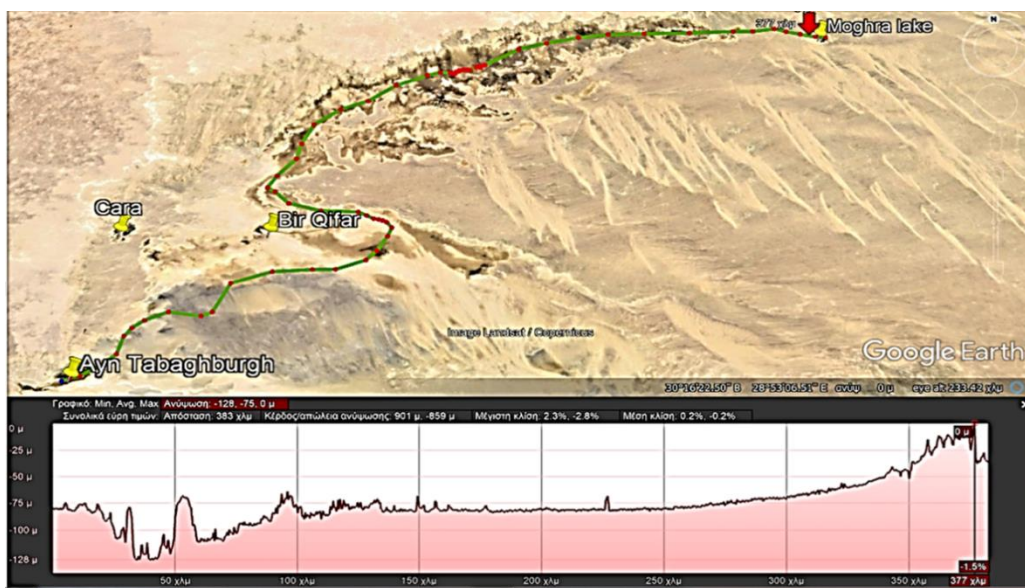 N
377 χλμ
Moghra lake
Cara
Bir Qifar
Ayn Tabaghburgh
Image Landsat / Copernicus
Google Earth
30°16'22.50" Β 28°53'06.51" Ε ανύψ. 0 μ eye alt 233.42 χλμ
Γραφικό: Min, Avg, Max Ανύψωση: -128, -75, 0 μ
Συνολικά εύρη τιμών: Απόσταση: 383 χλμ Κέρδος/απώλεια ανύψωσης: 901 μ, -859 μ Μέγιστη κλίση: 2.3%, -2.8% Μέση κλίση: 0.2%, -0.2%
0 μ
0 μ
-25 μ
-50 μ
-75 μ
-100 μ
-128 μ
-1.5%
50 χλμ 100 χλμ 150 χλμ 200 χλμ 250 χλμ 300 χλμ 350 χλμ 377 χλμ